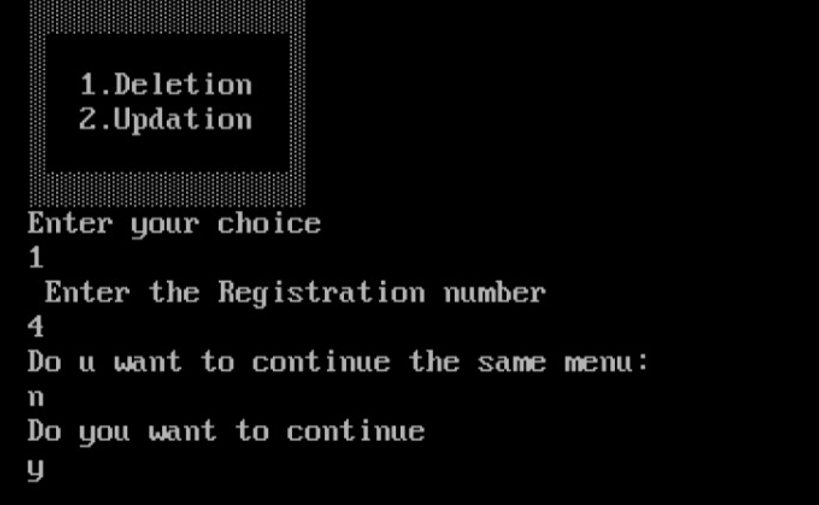 1.Deletion
2.Updation
Enter your choice
1
Enter the Registration number
4
Do u want to continue the same menu:
n
Do you want to continue
y